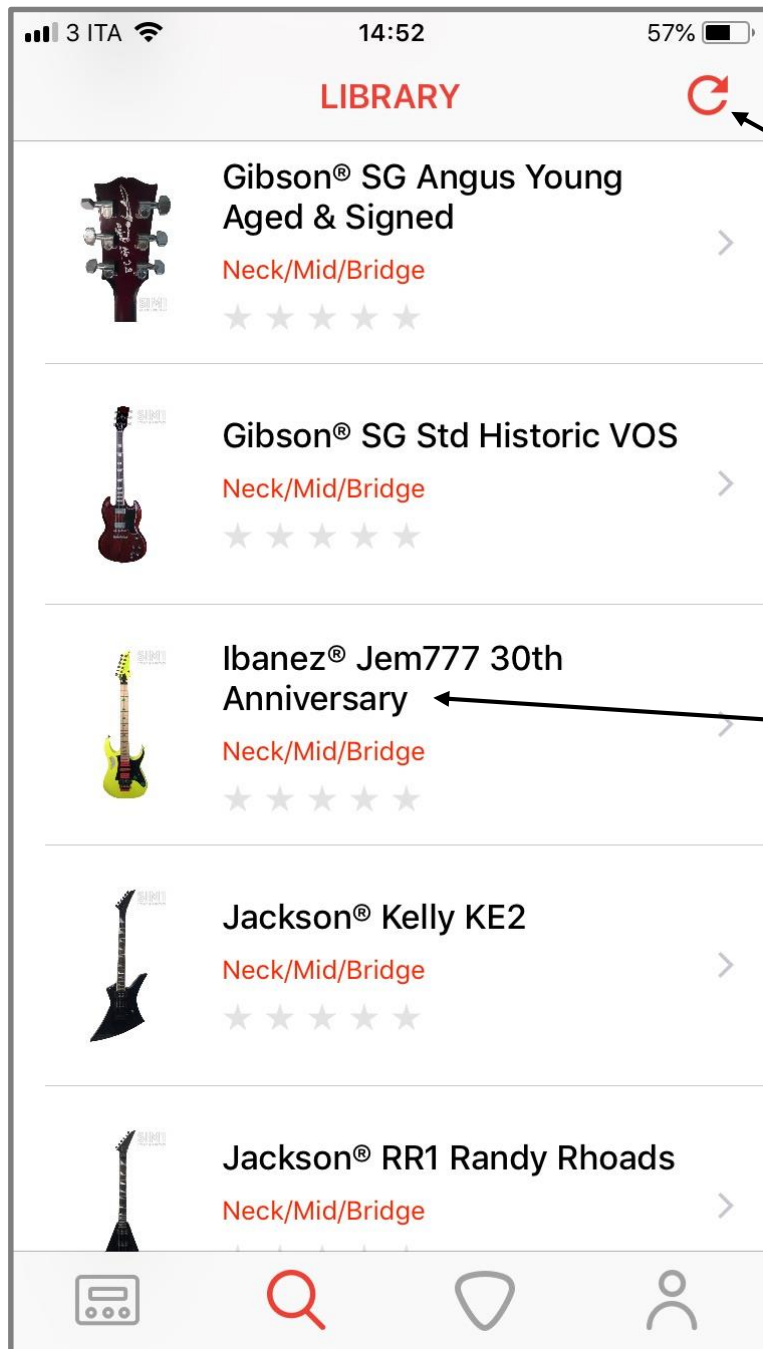 3 ITA
14:52
57%
LIBRARY
Gibson® SG Angus Young
Aged & Signed
Neck/Mid/Bridge
Gibson® SG Std Historic VOS
Neck/Mid/Bridge
Ibanez® Jem777 30th
Anniversary
Neck/Mid/Bridge
Jackson® Kelly KE2
Neck/Mid/Bridge
Jackson® RR1 Randy Rhoads
Neck/Mid/Bridge